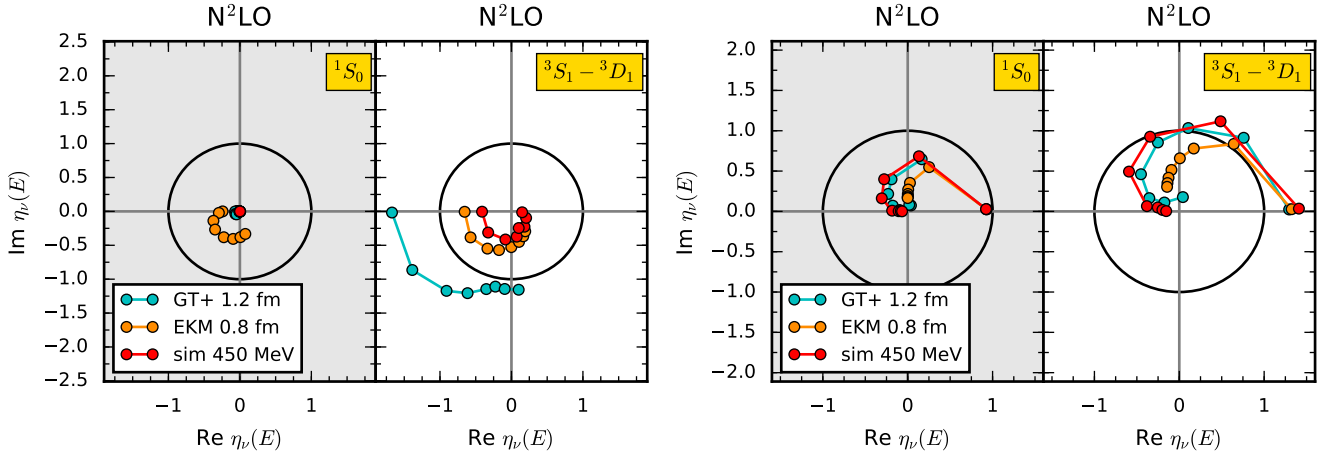 N²LO N²LO N²LO N²LO
¹S₀ ³S₁ − ³D₁ ¹S₀ ³S₁ − ³D₁
2.5
2.0
1.5
1.0
0.5
0.0
−0.5
−1.0
−1.5
−2.0
−2.5
Im ην(E)
GT+ 1.2 fm
EKM 0.8 fm
sim 450 MeV
−1 0 1 −1 0 1
Re ην(E) Re ην(E)
2.0
1.5
1.0
0.5
0.0
−0.5
−1.0
−1.5
−2.0
Im ην(E)
GT+ 1.2 fm
EKM 0.8 fm
sim 450 MeV
−1 0 1 −1 0 1
Re ην(E) Re ην(E)